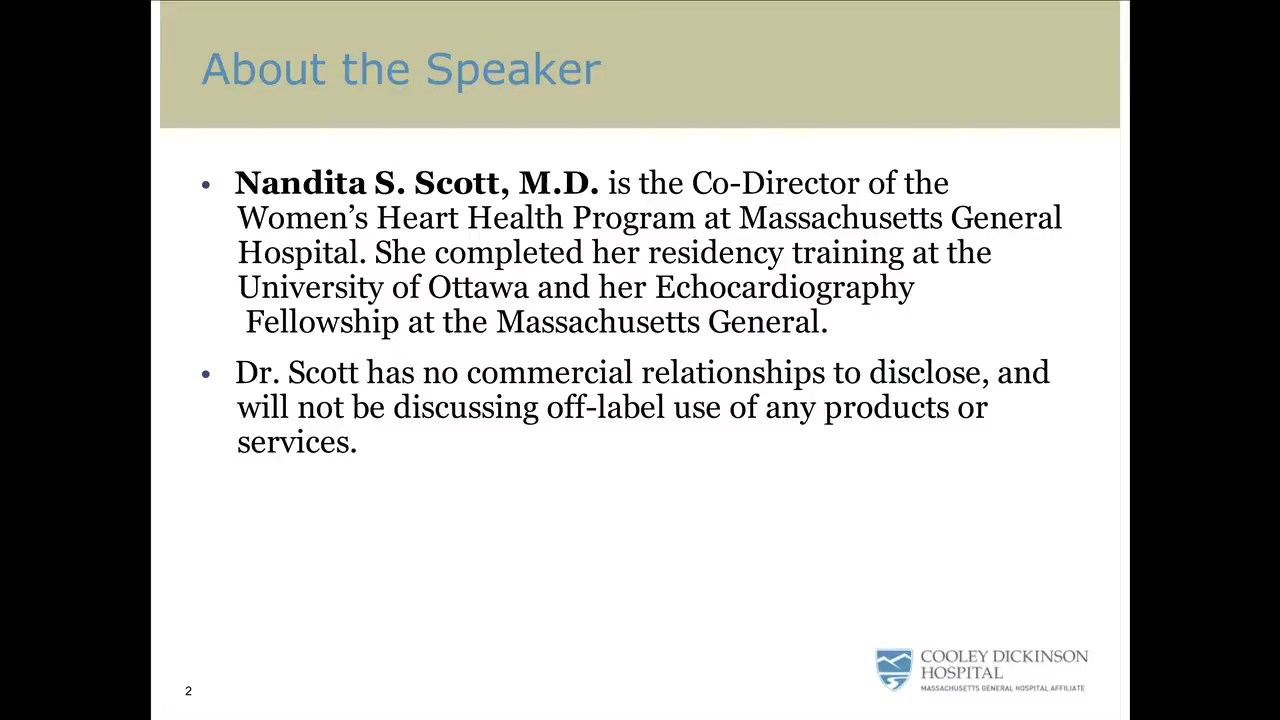 About the Speaker
• Nandita S. Scott, M.D. is the Co-Director of the
Women’s Heart Health Program at Massachusetts General
Hospital. She completed her residency training at the
University of Ottawa and her Echocardiography
Fellowship at the Massachusetts General.
• Dr. Scott has no commercial relationships to disclose, and
will not be discussing off-label use of any products or
services.
COOLEY DICKINSON
HOSPITAL
MASSACHUSETTS GENERAL HOSPITAL AFFILIATE
2